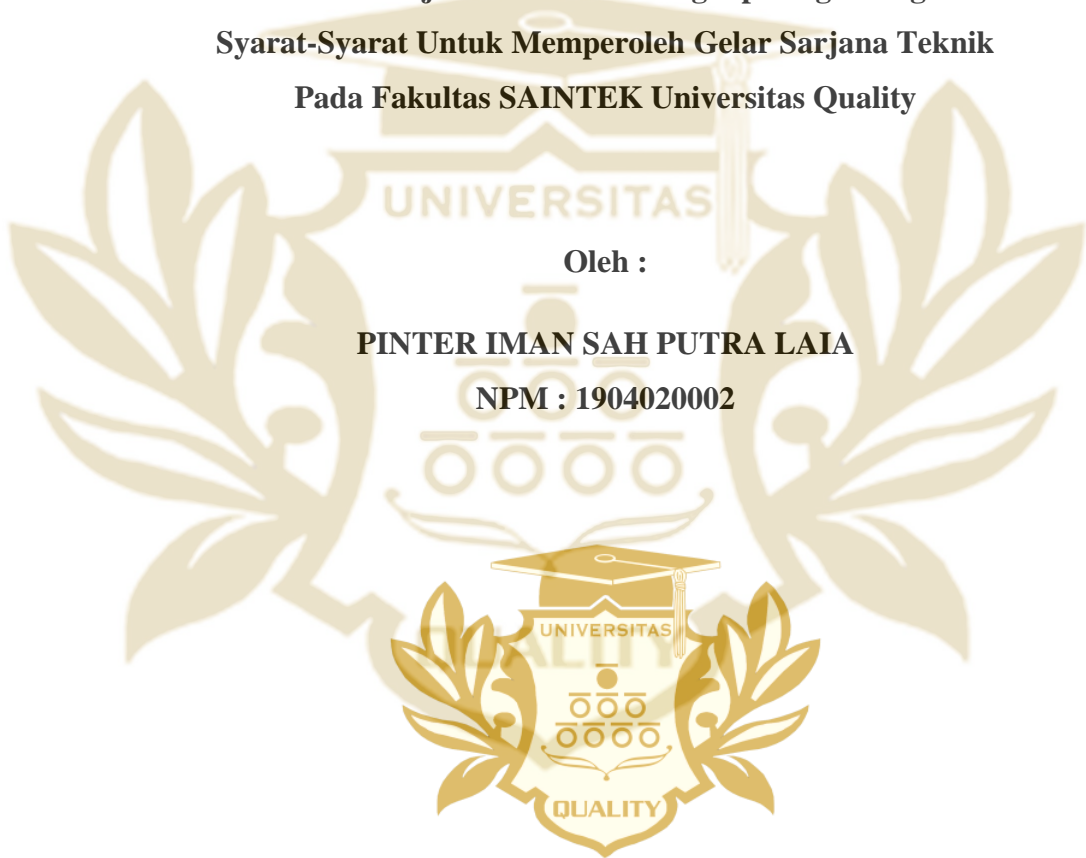 Syarat-Syarat Untuk Memperoleh Gelar Sarjana Teknik
Pada Fakultas SAINTEK Universitas Quality
UNIVERSITAS
Oleh :
PINTER IMAN SAH PUTRA LAIA
NPM : 1904020002
QUALITY
UNIVERSITAS
QUALITY